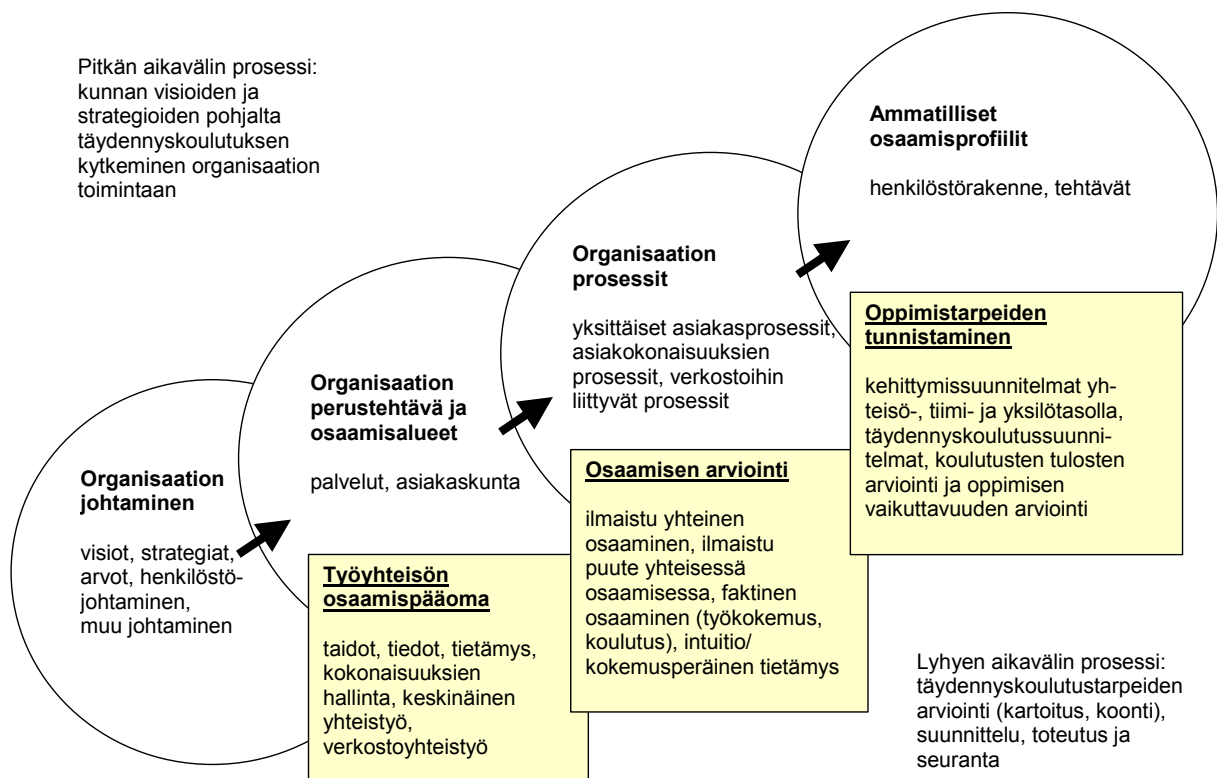 Pitkän aikavälin prosessi:
kunnan visioiden ja
strategioiden pohjalta
täydennyskoulutuksen
kytkeminen organisaation
toimintaan
Ammatilliset
osaamisprofiilit
henkilöstörakenne, tehtävät
Organisaation
prosessit
yksittäiset asiakasprosessit,
asiakokonaisuuksien
prosessit, verkostoihin
liittyvät prosessit
Oppimistarpeiden
tunnistaminen
kehittymissuunnitelmat yh-
teisö-, tiimi- ja yksilötasolla,
täydennyskoulutussuunni-
telmat, koulutusten tulosten
arviointi ja oppimisen
vaikuttavuuden arviointi
Organisaation
perustehtävä ja
osaamisalueet
palvelut, asiakaskunta
Organisaation
johtaminen
visiot, strategiat,
arvot, henkilöstö-
johtaminen,
muu johtaminen
Osaamisen arviointi
ilmaistu yhteinen
osaaminen, ilmaistu
puute yhteisessä
osaamisessa, faktinen
osaaminen (työkokemus,
koulutus), intuitio/
kokemusperäinen tietämys
Työyhteisön
osaamispääoma
taidot, tiedot, tietämys,
kokonaisuuksien
hallinta, keskinäinen
yhteistyö,
verkostoyhteistyö
Lyhyen aikavälin prosessi:
täydennyskoulutustarpeiden
arviointi (kartoitus, koonti),
suunnittelu, toteutus ja
seuranta